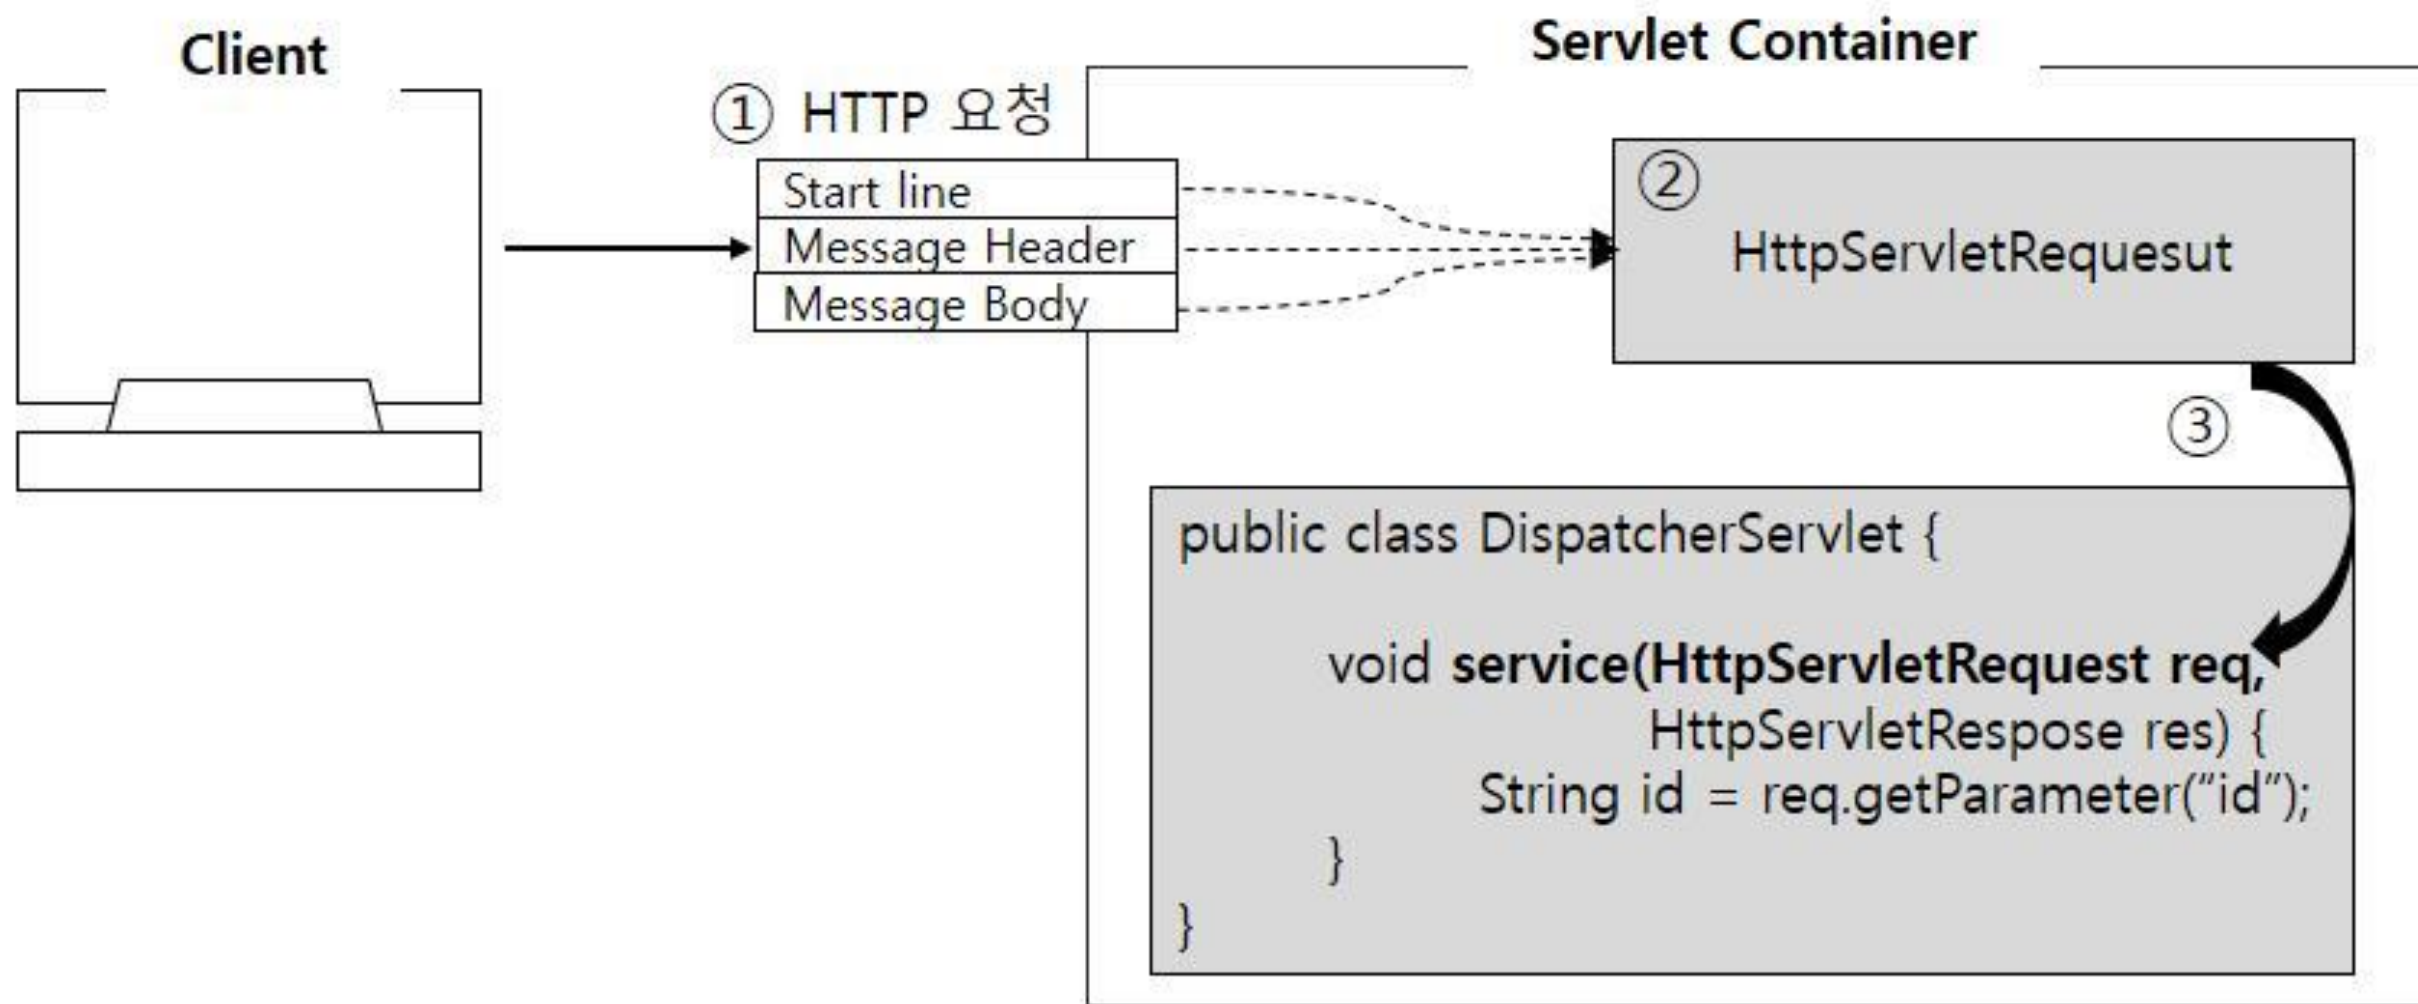 Client
Servlet Container
① HTTP 요청
Start line
Message Header
Message Body
②
HttpServletRequesut
③
public class DispatcherServlet {
void service(HttpServletRequest req,
HttpServletRespose res) {
String id = req.getParameter(“id”);
}
}